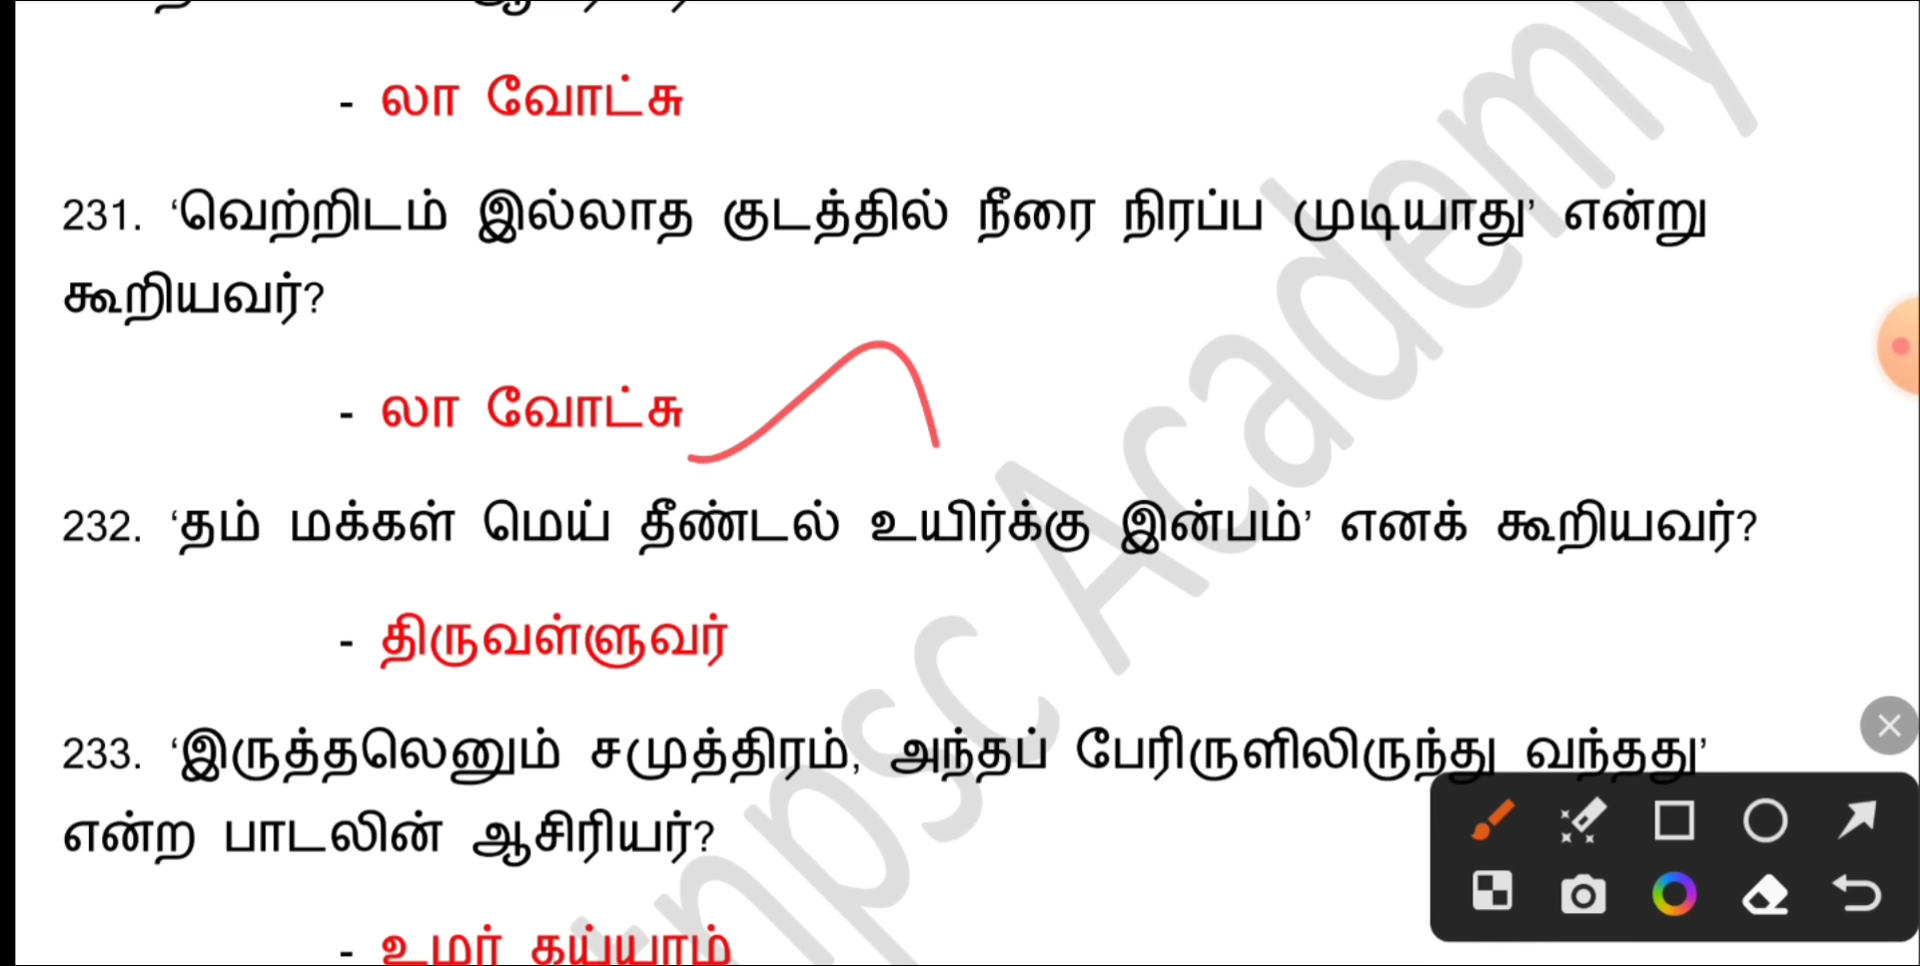 - லா வோட்சு
231. ‘வெற்றிடம் இல்லாத குடத்தில் நீரை நிரப்ப முடியாது’ என்று
கூறியவர்?
- லா வோட்சு
232. ‘தம் மக்கள் மெய் தீண்டல் உயிர்க்கு இன்பம்’ எனக் கூறியவர்?
- திருவள்ளுவர்
233. ‘இருத்தலெனும் சமுத்திரம், அந்தப் பேரிருளிலிருந்து வந்தது’
என்ற பாடலின் ஆசிரியர்?
- உமர் கய்யாம்
npsc Academy